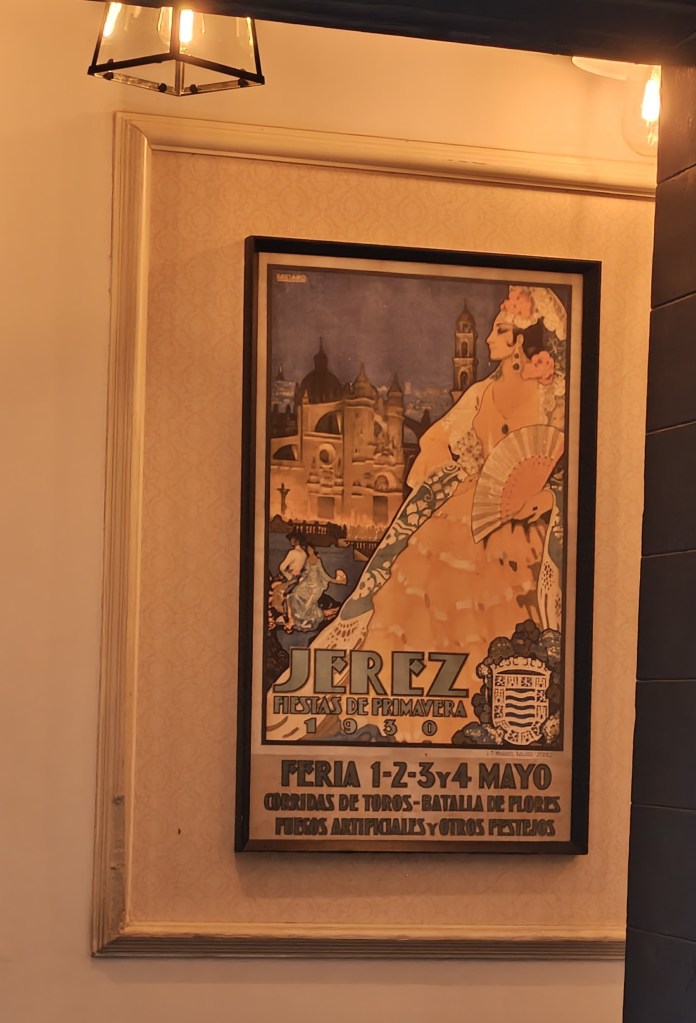 JEREZ
FIESTAS DE PRIMAVERA
1930
FERIA 1-2-3 Y 4 MAYO
CORRIDAS DE TOROS - BATALLA DE FLORES
FUEGOS ARTIFICIALES Y OTROS FESTEJOS